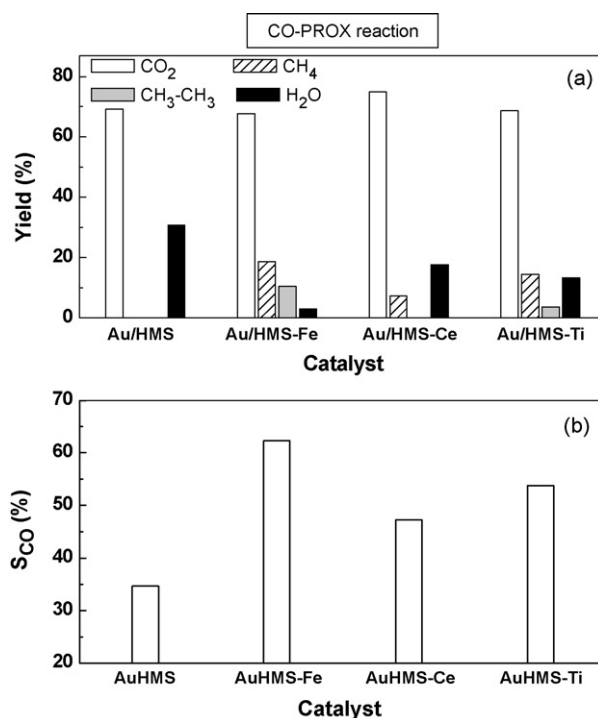 CO-PROX reaction
(a)
CO2 CH4
CH3-CH3 H2O
Yield (%)
80
60
40
20
0
Au/HMS Au/HMS-Fe Au/HMS-Ce Au/HMS-Ti
Catalyst
(b)
SCO (%)
70
60
50
40
30
20
AuHMS AuHMS-Fe AuHMS-Ce AuHMS-Ti
Catalyst